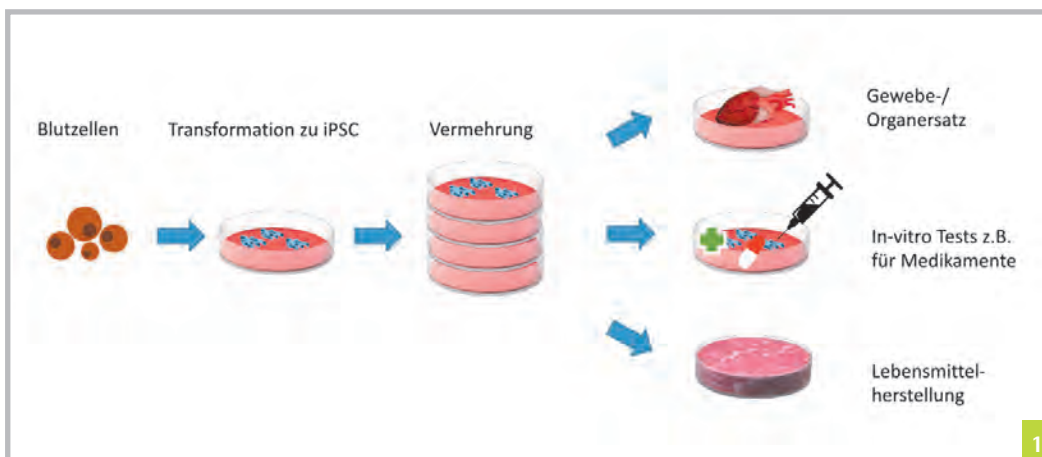 Blutzellen
Transformation zu iPSC
Vermehrung
Gewebe-/
Organersatz
In-vitro Tests z.B.
für Medikamente
Lebensmittel-
herstellung
1